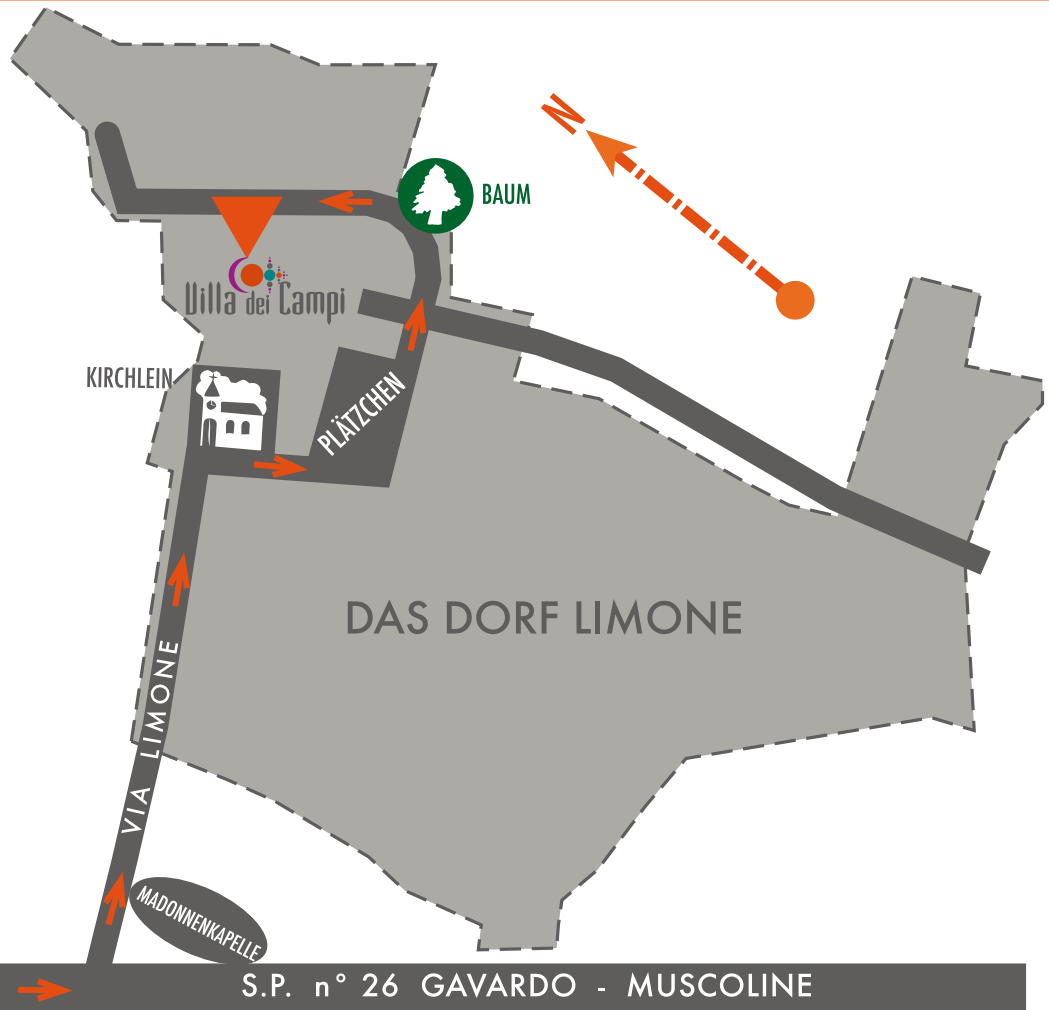 N
BAUM
Villa dei Campi
KIRCHLEIN
PLÄTZCHEN
DAS DORF LIMONE
VIA LIMONE
MADONNENKAPELLE
S.P. n° 26 GAVARDO - MUSCOLINE